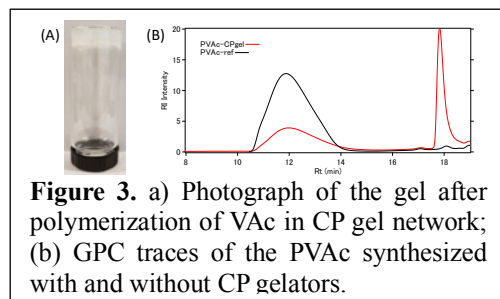 (A)
(B)
20
15
10
5
0
RI Intensity
PVAc-CPgel
PVAc-ref
8
10
12
14
16
18
Rt (min)
Figure 3. a) Photograph of the gel after
polymerization of VAc in CP gel network;
(b) GPC traces of the PVAc synthesized
with and without CP gelators.